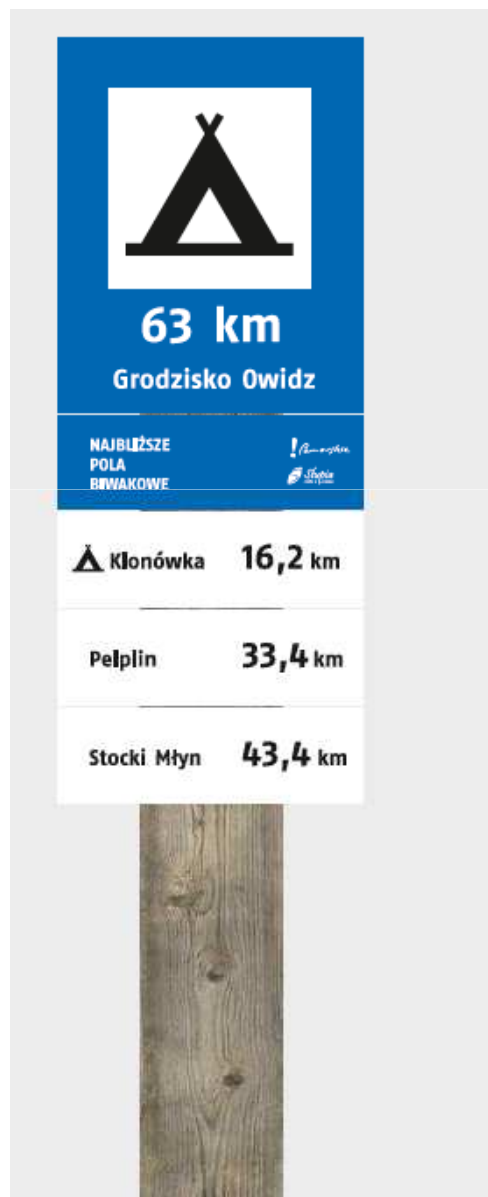 63 km
Grodzisko Owidz
NAJBLIŻSZE
POLA
BIWAKOWE
Klonówka 16,2 km
Pelplin 33,4 km
Stocki Młyn 43,4 km